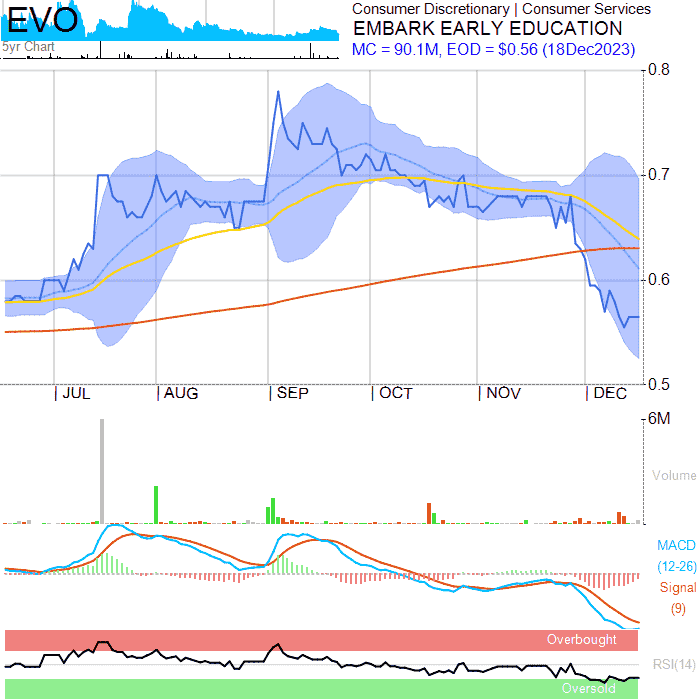 EVO
5yr Chart
Consumer Discretionary | Consumer Services
EMBARK EARLY EDUCATION
MC = 90.1M, EOD = $0.56 (18Dec2023)
0.8
0.7
0.6
0.5
JUL AUG SEP OCT NOV DEC
6M
Volume
MACD
(12-26)
Signal
(9)
Overbought
RSI(14)
Oversold